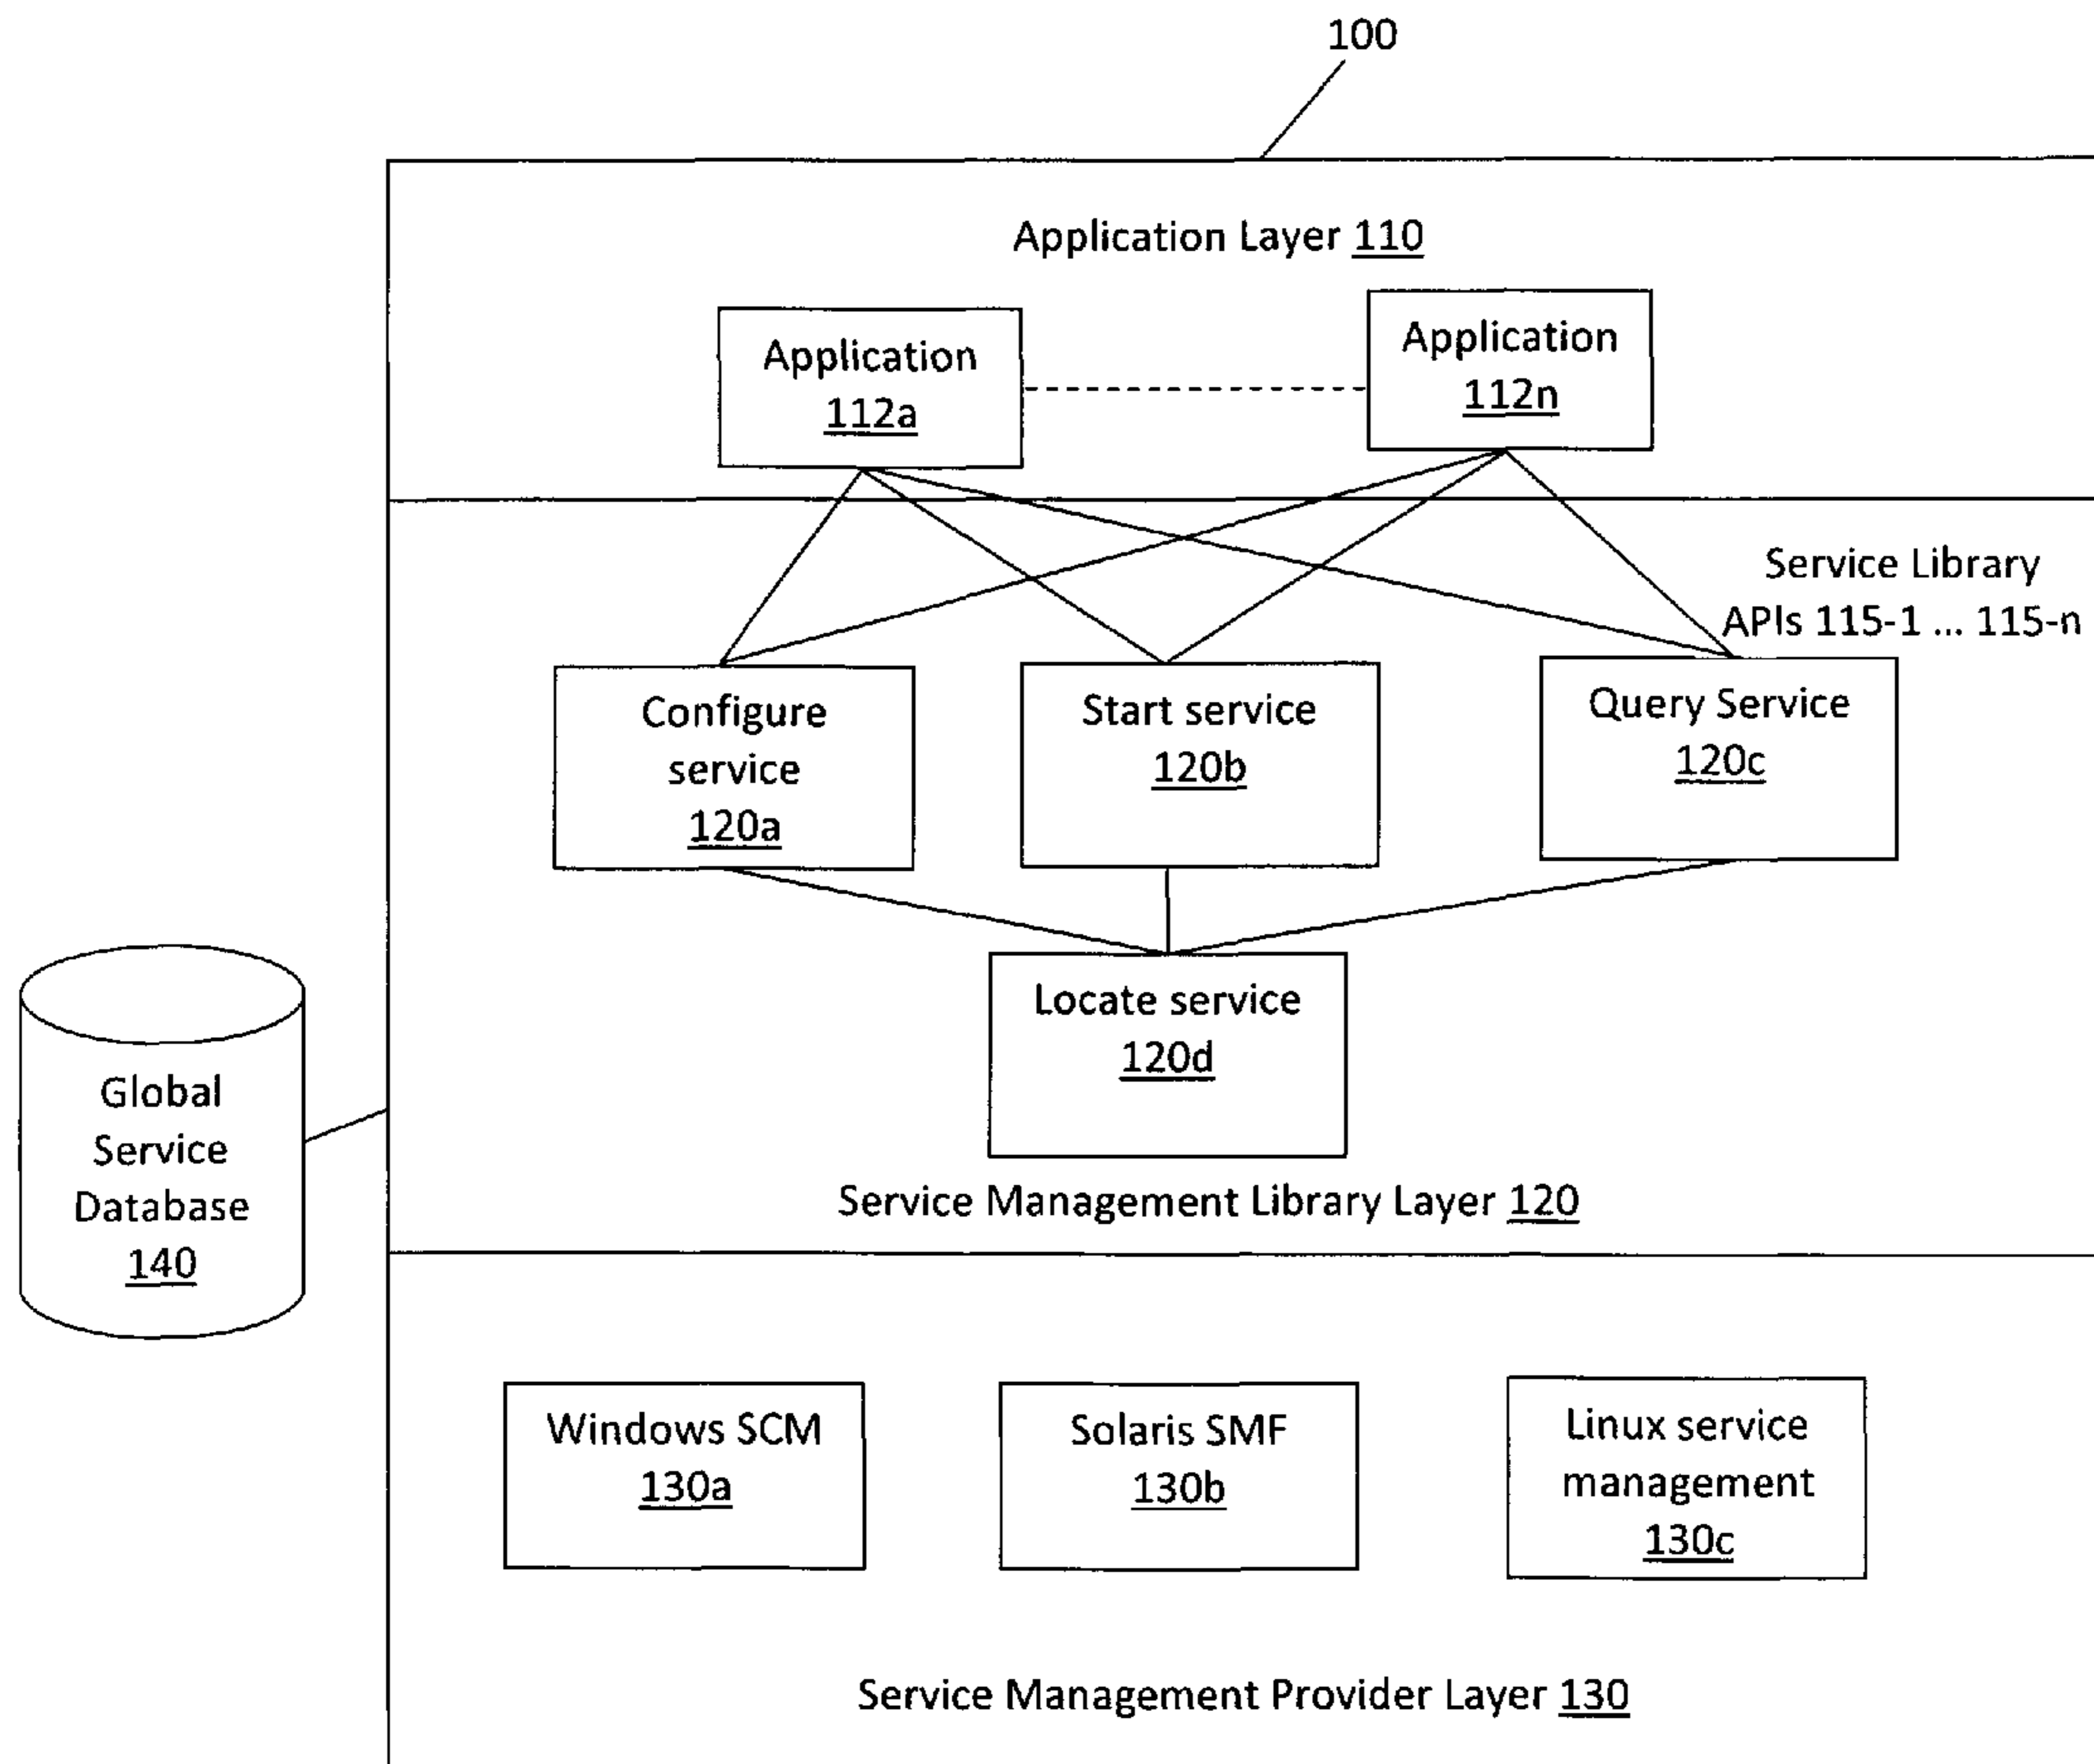 100
Application Layer 110
Application
112a
Application
112n
Service Library
APIs 115-1 ... 115-n
Configure
service
120a
Start service
120b
Query Service
120c
Locate service
120d
Global
Service
Database
140
Service Management Library Layer 120
Windows SCM
130a
Solaris SMF
130b
Linux service
management
130c
Service Management Provider Layer 130